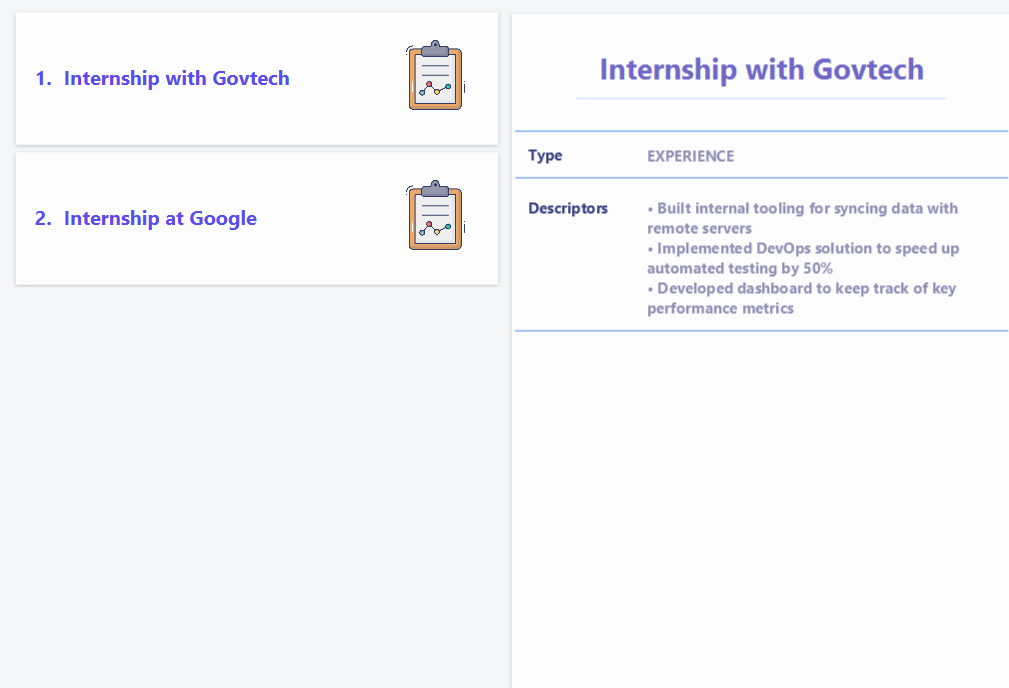 1. Internship with Govtech
2. Internship at Google
Internship with Govtech
Type EXPERIENCE
Descriptors • Built internal tooling for syncing data with
remote servers
• Implemented DevOps solution to speed up
automated testing by 50%
• Developed dashboard to keep track of key
performance metrics